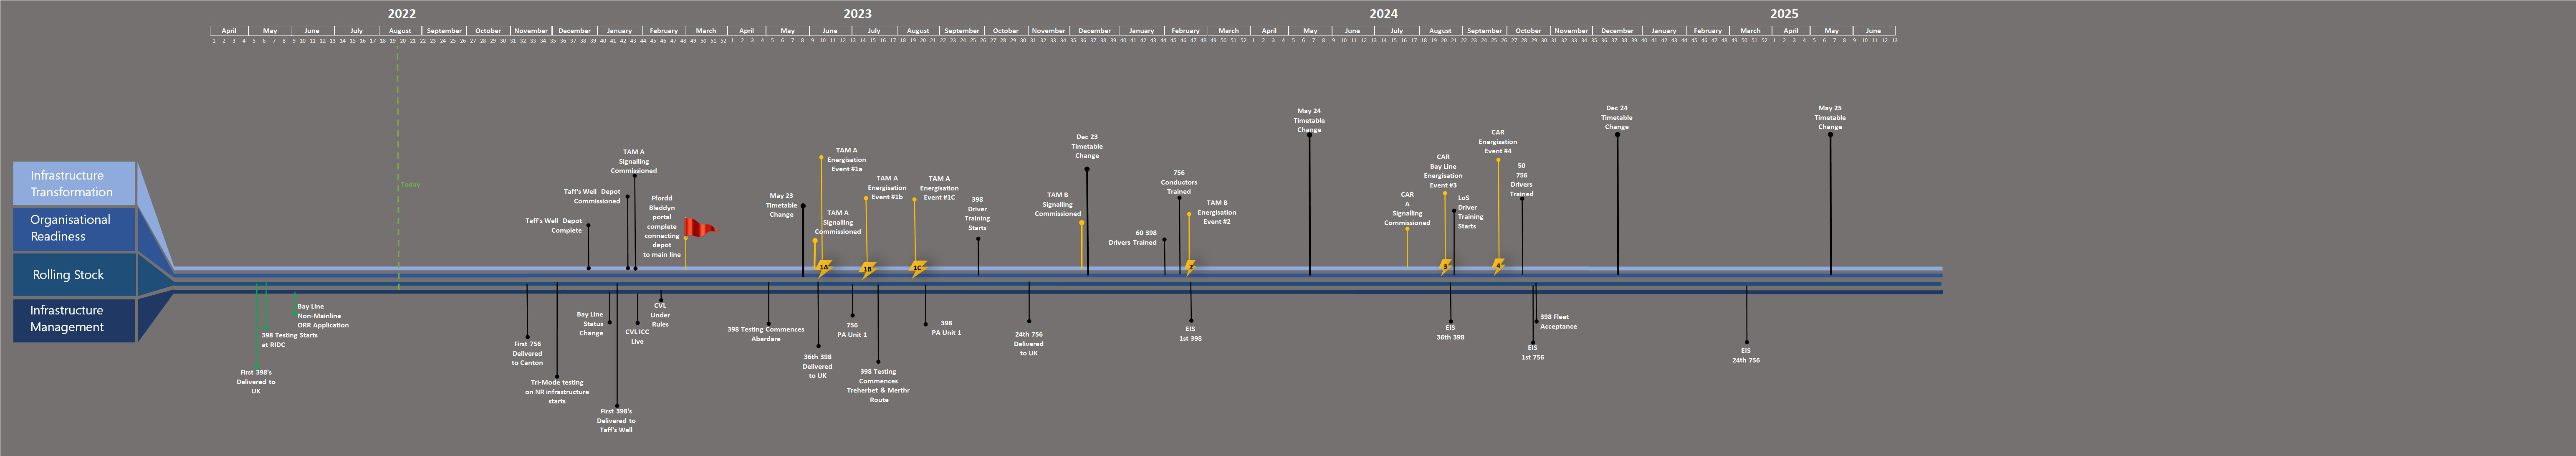 2022
2023
2024
2025
April May June July August September October November December January February March April May June July August September October November December January February March April May June July August September October November December January February March April May June
1 2 3 4 5 6 7 8 9 10 11 12 13 14 15 16 17 18 19 20 21 22 23 24 25 26 27 28 29 30 31 32 33 34 35 36 37 38 39 40 41 42 43 44 45 46 47 48 49 50 51 52 1 2 3 4 5 6 7 8 9 10 11 12 13 14 15 16 17 18 19 20 21 22 23 24 25 26 27 28 29 30 31 32 33 34 35 36 37 38 39 40 41 42 43 44 45 46 47 48 49 50 51 52 1 2 3 4 5 6 7 8 9 10 11 12 13 14 15 16 17 18 19 20 21 22 23 24 25 26 27 28 29 30 31 32 33 34 35 36 37 38 39 40 41 42 43 44 45 46 47 48 49 50 51 52 1 2 3 4 5 6 7 8 9 10 11 12 13
Infrastructure
Transformation
Organisational
Readiness
Rolling Stock
Infrastructure
Management
Today
Taff's Well Depot
Complete
Taff's Well Depot
Commissioned
TAM A
Signalling
Commissioned
Ffordd
Bleddyn
portal
complete
connecting
depot
to main line
May 23
Timetable
Change
TAM A
Signalling
Commissioned
TAM A
Energisation
Event #1a
TAM A
Energisation
Event #1b
TAM A
Energisation
Event #1C
398
Driver
Training
Starts
TAM B
Signalling
Commissioned
Dec 23
Timetable
Change
60 398
Drivers Trained
756
Conductors
Trained
TAM B
Energisation
Event #2
May 24
Timetable
Change
CAR
A
Signalling
Commissioned
CAR
Bay Line
Energisation
Event #3
LoS
Driver
Training
Starts
CAR
Energisation
Event #4
50
756
Drivers
Trained
Dec 24
Timetable
Change
May 25
Timetable
Change
1A
1B
1C
2
3
4
First 398's
Delivered to
UK
398 Testing Starts
at RIDC
Bay Line
Non-Mainline
ORR Application
First 756
Delivered
to Canton
Tri-Mode testing
on NR infrastructure
starts
Bay Line
Status
Change
First 398's
Delivered to
Taff's Well
CVL ICC
Live
CVL
Under
Rules
398 Testing Commences
Aberdare
36th 398
Delivered
to UK
756
PA Unit 1
398 Testing
Commences
Treherbet & Merthr
Route
398
PA Unit 1
24th 756
Delivered
to UK
EIS
1st 398
EIS
36th 398
EIS
1st 756
398 Fleet
Acceptance
EIS
24th 756